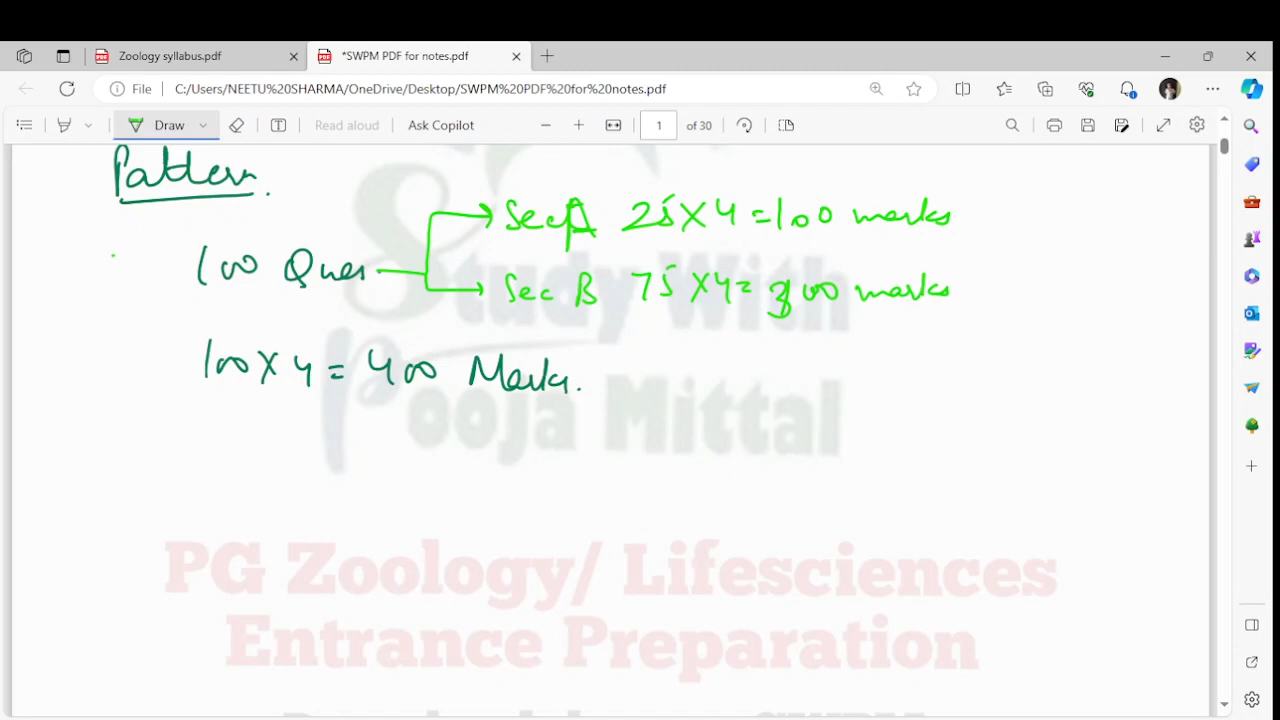 Zoology syllabus.pdf
*SWPM PDF for notes.pdf
File
C:/Users/NEETU%20SHARMA/OneDrive/Desktop/SWPM%20PDF%20for%20notes.pdf
Draw
Read aloud
Ask Copilot
1 of 30
Pattern.
Sec A 25 X 4 = 100 marks
100 Ques
Sec B 75 X 4 = 300 marks
100 X 4 = 400 Marks.
Study With
Pooja Mittal
PG Zoology/ Lifesciences
Entrance Preparation